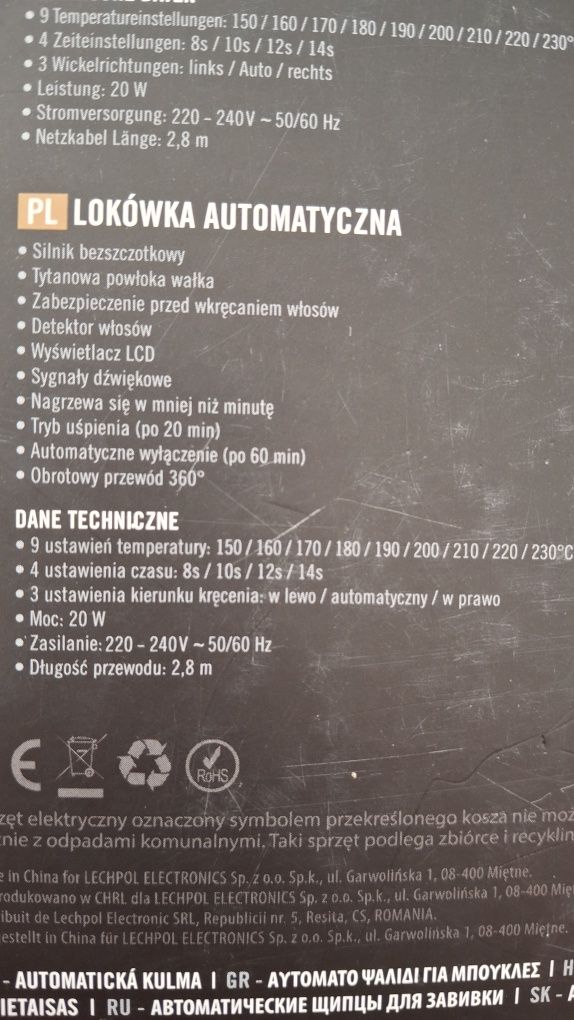 • 9 Temperatureinstellungen: 150 / 160 / 170 / 180 / 190 / 200 / 210 / 220 / 230°
• 4 Zeiteinstellungen: 8s / 10s / 12s / 14s
• 3 Wickelrichtungen: links / Auto / rechts
• Leistung: 20 W
• Stromversorgung: 220 - 240V ~ 50/60 Hz
• Netzkabel Länge: 2,8 m
PL LOKÓWKA AUTOMATYCZNA
• Silnik bezszczotkowy
• Tytanowa powłoka wałka
• Zabezpieczenie przed wkręcaniem włosów
• Detektor włosów
• Wyświetlacz LCD
• Sygnały dźwiękowe
• Nagrzewa się w mniej niż minutę
• Tryb uśpienia (po 20 min)
• Automatyczne wyłączenie (po 60 min)
• Obrotowy przewód 360°
DANE TECHNICZNE
• 9 ustawień temperatury: 150 / 160 / 170 / 180 / 190 / 200 / 210 / 220 / 230°C
• 4 ustawienia czasu: 8s / 10s / 12s / 14s
• 3 ustawienia kierunku kręcenia: w lewo / automatyczny / w prawo
• Moc: 20 W
• Zasilanie: 220 - 240V ~ 50/60 Hz
• Długość przewodu: 2,8 m
CE RoHS
zęt elektryczny oznaczony symbolem przekreślonego kosza nie moż
znie z odpadami komunalnymi. Taki sprzęt podlega zbiórce i recyklin
e in China for LECHPOL ELECTRONICS Sp. z o.o. Sp.k., ul. Garwolińska 1, 08-400 Miętne.
rodukowano w CHRL dla LECHPOL ELECTRONICS Sp. z o.o. Sp.k., ul. Garwolińska 1, 08-400 Mię
ribuit de Lechpol Electronic SRL, Republicii nr. 5, Resita, CS, ROMANIA.
gestellt in China für LECHPOL ELECTRONICS Sp. z o.o. Sp.k., ul. Garwolińska 1, 08-400 Miętne.
- AUTOMATICKÁ KULMA | GR - ΑΥΤΟΜΑΤΟ ΨΑΛΙΔΙ ΓΙΑ ΜΠΟΥΚΛΕΣ | H
IETAISAS | RU - АВТОМАТИЧЕСКИЕ ЩИПЦЫ ДЛЯ ЗАВИВКИ | SK - A